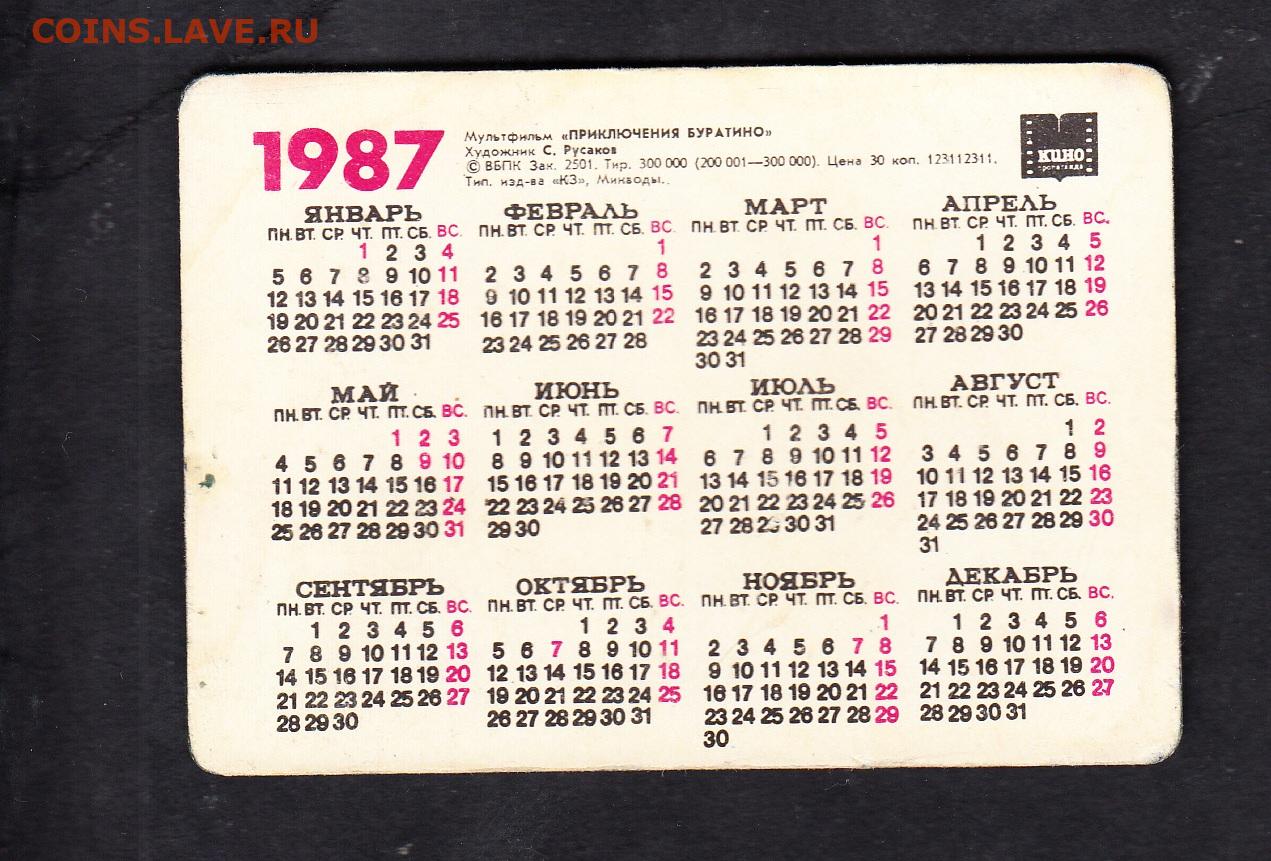 COINS.LAVE.RU
1987
Мультфильм «ПРИКЛЮЧЕНИЯ БУРАТИНО»
Художник С. Русаков
© ВБПК Зак. 2501. Тир. 300 000 (200 001—300 000). Цена 30 коп. 123112311.
Тип. изд-ва «КЗ», Минводы.
КИНО
пропаганда
ЯНВАРЬ
ПН. ВТ. СР. ЧТ. ПТ. СБ. ВС.
1 2 3 4
5 6 7 8 9 10 11
12 13 14 15 16 17 18
19 20 21 22 23 24 25
26 27 28 29 30 31
ФЕВРАЛЬ
ПН. ВТ. СР. ЧТ. ПТ. СБ. ВС.
1
2 3 4 5 6 7 8
9 10 11 12 13 14 15
16 17 18 19 20 21 22
23 24 25 26 27 28
МАРТ
ПН. ВТ. СР. ЧТ. ПТ. СБ. ВС.
1
2 3 4 5 6 7 8
9 10 11 12 13 14 15
16 17 18 19 20 21 22
23 24 25 26 27 28 29
30 31
АПРЕЛЬ
ПН. ВТ. СР. ЧТ. ПТ. СБ. ВС.
1 2 3 4 5
6 7 8 9 10 11 12
13 14 15 16 17 18 19
20 21 22 23 24 25 26
27 28 29 30
МАЙ
ПН. ВТ. СР. ЧТ. ПТ. СБ. ВС.
1 2 3
4 5 6 7 8 9 10
11 12 13 14 15 16 17
18 19 20 21 22 23 24
25 26 27 28 29 30 31
ИЮНЬ
ПН. ВТ. СР. ЧТ. ПТ. СБ. ВС.
1 2 3 4 5 6 7
8 9 10 11 12 13 14
15 16 17 18 19 20 21
22 23 24 25 26 27 28
29 30
ИЮЛЬ
ПН. ВТ. СР. ЧТ. ПТ. СБ. ВС.
1 2 3 4 5
6 7 8 9 10 11 12
13 14 15 16 17 18 19
20 21 22 23 24 25 26
27 28 29 30 31
АВГУСТ
ПН. ВТ. СР. ЧТ. ПТ. СБ. ВС.
1 2
3 4 5 6 7 8 9
10 11 12 13 14 15 16
17 18 19 20 21 22 23
24 25 26 27 28 29 30
31
СЕНТЯБРЬ
ПН. ВТ. СР. ЧТ. ПТ. СБ. ВС.
1 2 3 4 5 6
7 8 9 10 11 12 13
14 15 16 17 18 19 20
21 22 23 24 25 26 27
28 29 30
ОКТЯБРЬ
ПН. ВТ. СР. ЧТ. ПТ. СБ. ВС.
1 2 3 4
5 6 7 8 9 10 11
12 13 14 15 16 17 18
19 20 21 22 23 24 25
26 27 28 29 30 31
НОЯБРЬ
ПН. ВТ. СР. ЧТ. ПТ. СБ. ВС.
1
2 3 4 5 6 7 8
9 10 11 12 13 14 15
16 17 18 19 20 21 22
23 24 25 26 27 28 29
30
ДЕКАБРЬ
ПН. ВТ. СР. ЧТ. ПТ. СБ. ВС.
1 2 3 4 5 6
7 8 9 10 11 12 13
14 15 16 17 18 19 20
21 22 23 24 25 26 27
28 29 30 31